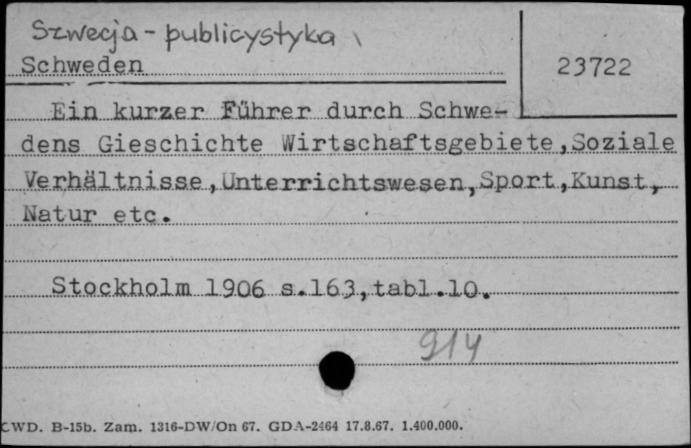 Szwecja - publicystyka
Schweden
23722
Ein kurzer Führer durch Schwe-
dens Gieschichte Wirtschaftsgebiete,Soziale
Verhältnisse,Unterrichtswesen,Sport,Kunst,
Natur etc.
Stockholm 1906 s.163,tabl.10.
914
CWD. B-15b. Zam. 1316-DW/On 67. GDA-2464 17.8.67. 1.400.000.